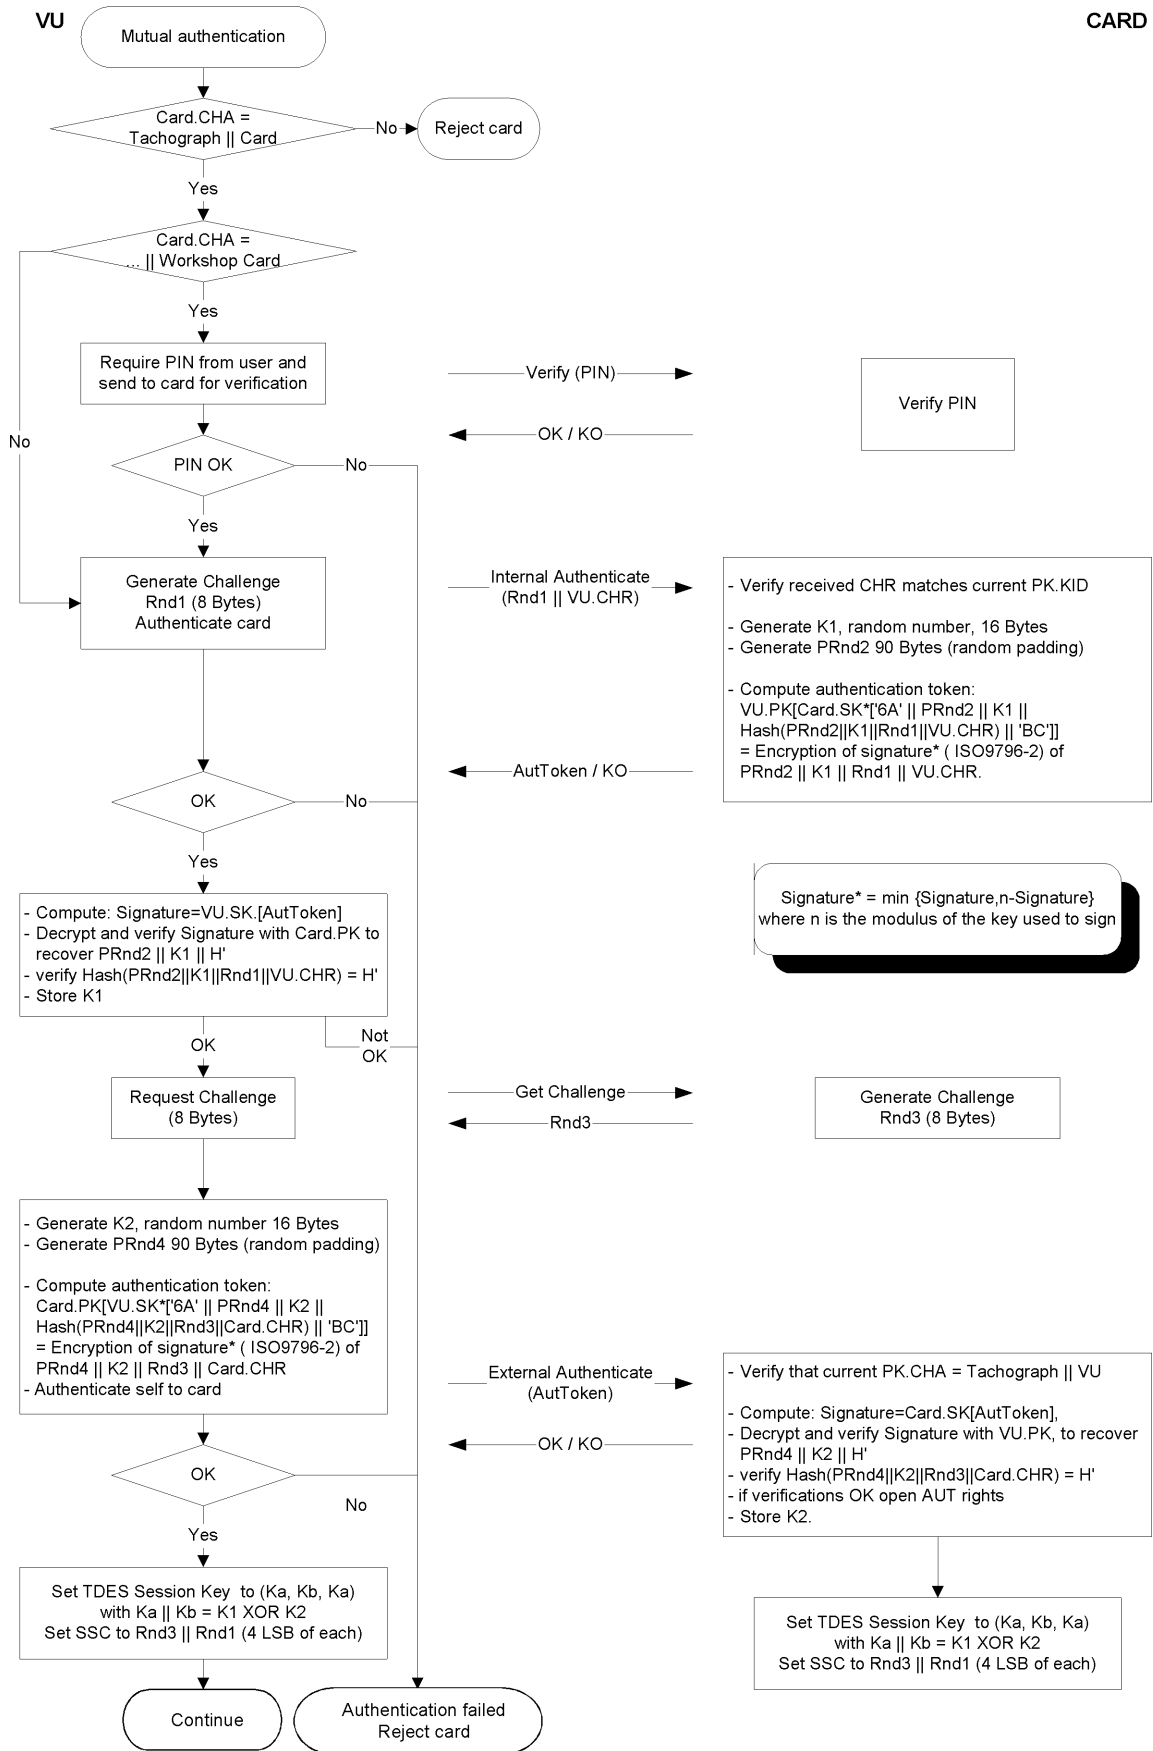 VU
CARD
Mutual authentication
Card.CHA =
Tachograph || Card
No
Reject card
Yes
Card.CHA =
... || Workshop Card
Yes
Require PIN from user and
send to card for verification
Verify (PIN)
Verify PIN
OK / KO
No
PIN OK
No
Yes
Generate Challenge
Rnd1 (8 Bytes)
Authenticate card
Internal Authenticate
(Rnd1 || VU.CHR)
- Verify received CHR matches current PK.KID
- Generate K1, random number, 16 Bytes
- Generate PRnd2 90 Bytes (random padding)
- Compute authentication token:
VU.PK[Card.SK*['6A' || PRnd2 || K1 ||
Hash(PRnd2||K1||Rnd1||VU.CHR) || 'BC']]
= Encryption of signature* ( ISO9796-2) of
PRnd2 || K1 || Rnd1 || VU.CHR.
AutToken / KO
OK
No
Yes
- Compute: Signature=VU.SK.[AutToken]
- Decrypt and verify Signature with Card.PK to
recover PRnd2 || K1 || H'
- verify Hash(PRnd2||K1||Rnd1||VU.CHR) = H'
- Store K1
Signature* = min {Signature,n-Signature}
where n is the modulus of the key used to sign
OK
Not
OK
Request Challenge
(8 Bytes)
Get Challenge
Rnd3
Generate Challenge
Rnd3 (8 Bytes)
- Generate K2, random number 16 Bytes
- Generate PRnd4 90 Bytes (random padding)
- Compute authentication token:
Card.PK[VU.SK*['6A' || PRnd4 || K2 ||
Hash(PRnd4||K2||Rnd3||Card.CHR) || 'BC']]
= Encryption of signature* ( ISO9796-2) of
PRnd4 || K2 || Rnd3 || Card.CHR
- Authenticate self to card
External Authenticate
(AutToken)
OK / KO
- Verify that current PK.CHA = Tachograph || VU
- Compute: Signature=Card.SK[AutToken],
- Decrypt and verify Signature with VU.PK, to recover
PRnd4 || K2 || H'
- verify Hash(PRnd4||K2||Rnd3||Card.CHR) = H'
- if verifications OK open AUT rights
- Store K2.
OK
No
Yes
Set TDES Session Key to (Ka, Kb, Ka)
with Ka || Kb = K1 XOR K2
Set SSC to Rnd3 || Rnd1 (4 LSB of each)
Set TDES Session Key to (Ka, Kb, Ka)
with Ka || Kb = K1 XOR K2
Set SSC to Rnd3 || Rnd1 (4 LSB of each)
Continue
Authentication failed
Reject card